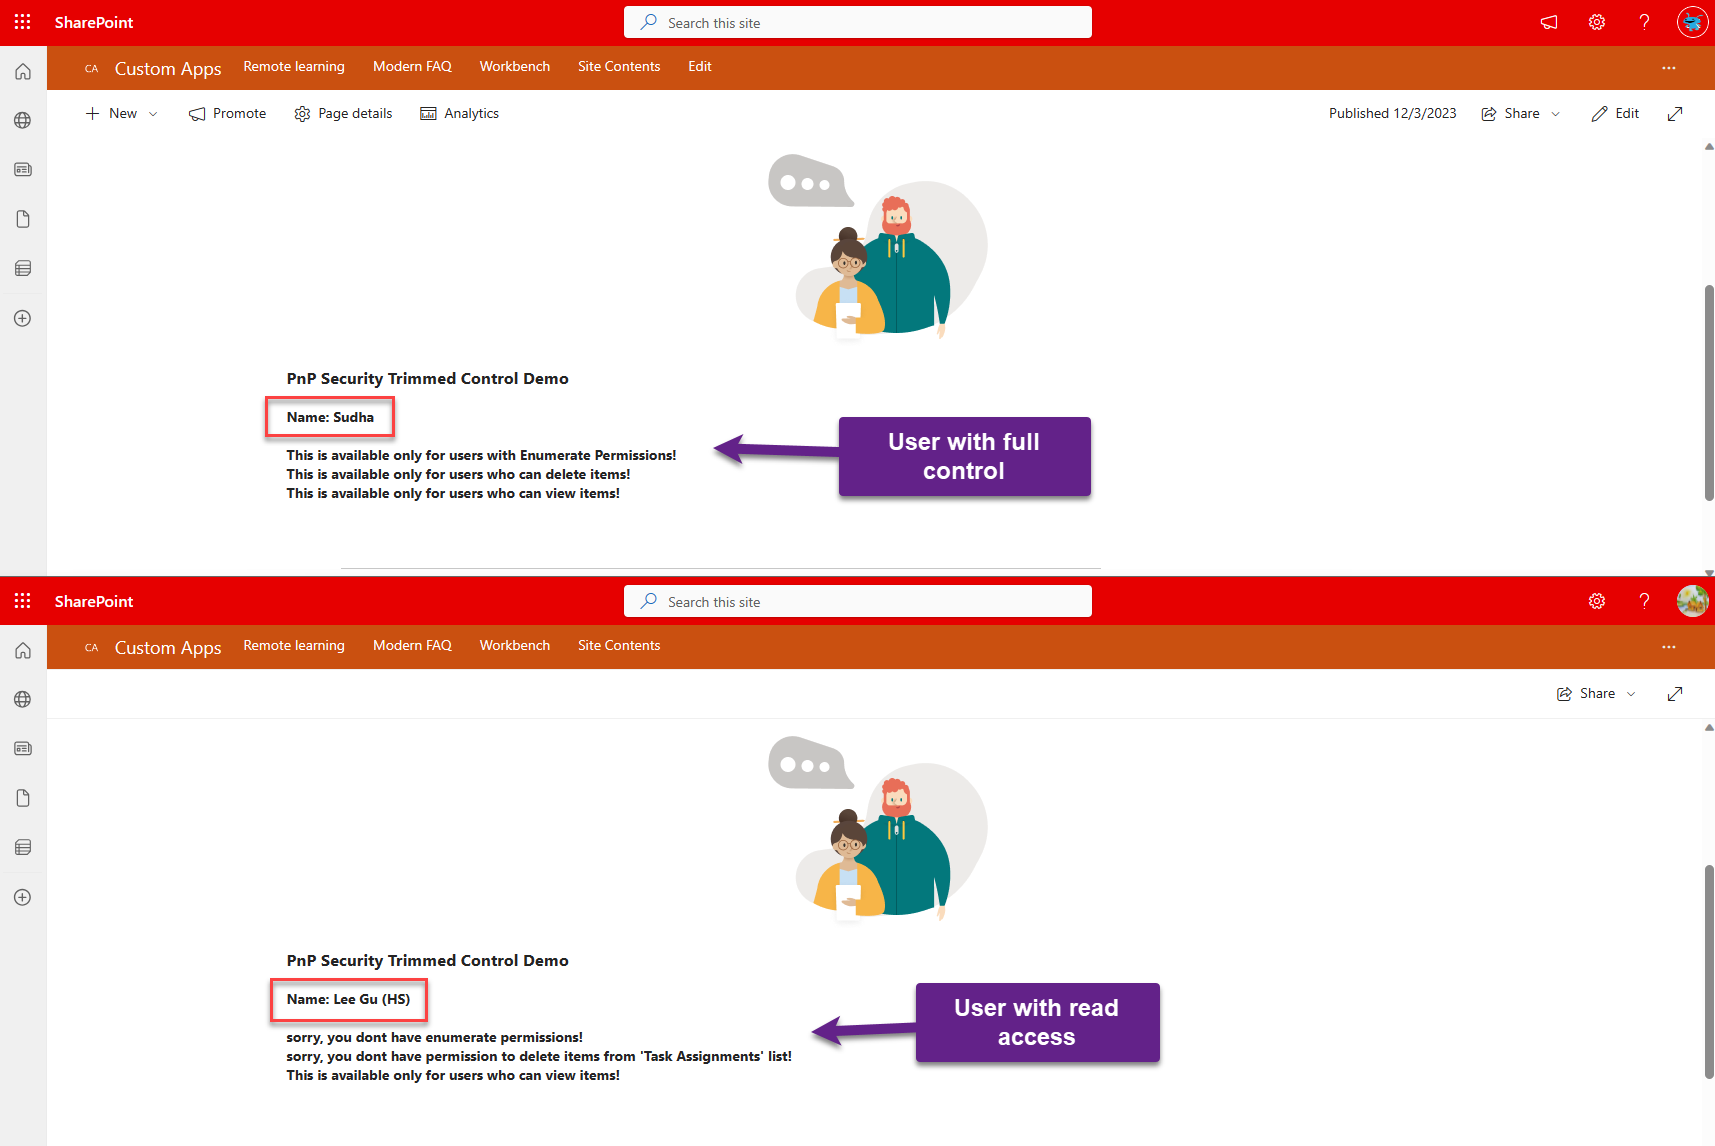 SharePoint
Search this site
CA Custom Apps Remote learning Modern FAQ Workbench Site Contents Edit
New Promote Page details Analytics Published 12/3/2023 Share Edit
PnP Security Trimmed Control Demo
Name: Sudha
This is available only for users with Enumerate Permissions!
This is available only for users who can delete items!
This is available only for users who can view items!
User with full
control
SharePoint
Search this site
CA Custom Apps Remote learning Modern FAQ Workbench Site Contents
Share
PnP Security Trimmed Control Demo
Name: Lee Gu (HS)
sorry, you dont have enumerate permissions!
sorry, you dont have permission to delete items from 'Task Assignments' list!
This is available only for users who can view items!
User with read
access